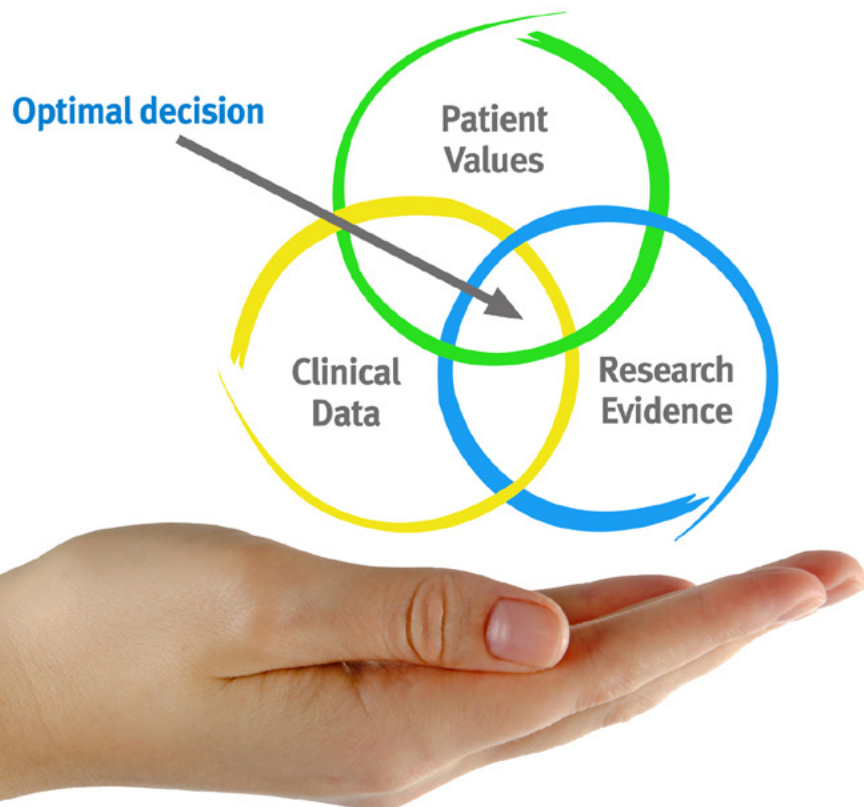 Optimal decision
Patient
Values
Clinical
Data
Research
Evidence